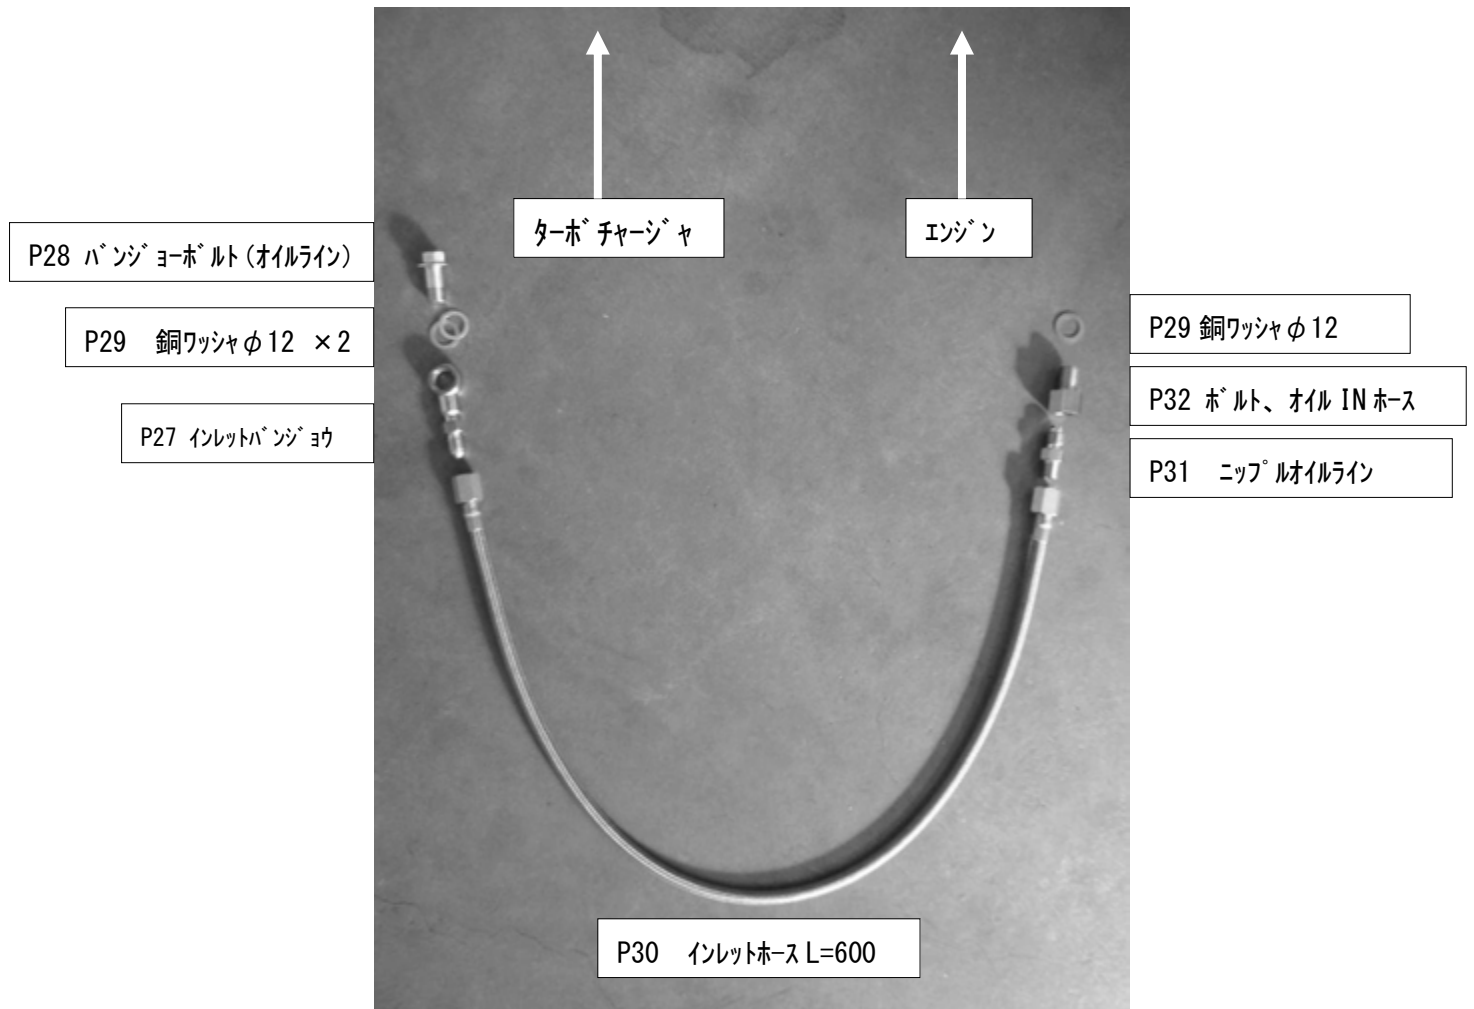 ﾀｰﾎﾞﾁｬｰｼﾞｬ
ｴﾝｼﾞﾝ
P28 ﾊﾞﾝｼﾞｮｰﾎﾞﾙﾄ(ｵｲﾙﾗｲﾝ)
P29 銅ﾜｯｼｬφ12 ×2
P27 ｲﾝﾚｯﾄﾊﾞﾝｼﾞｮｳ
P29 銅ﾜｯｼｬφ12
P32 ﾎﾞﾙﾄ、ｵｲﾙ IN ﾎｰｽ
P31 ﾆｯﾌﾟﾙｵｲﾙﾗｲﾝ
P30 ｲﾝﾚｯﾄﾎｰｽ L=600